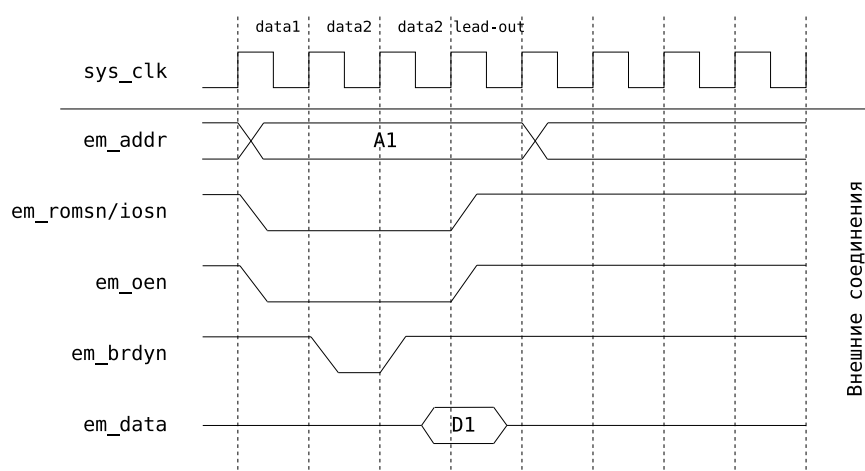 data1 data2 data2 lead-out
sys_clk
em_addr A1
em_romsn/iosn
em_oen
em_brdyn
em_data D1
Внешние соединения